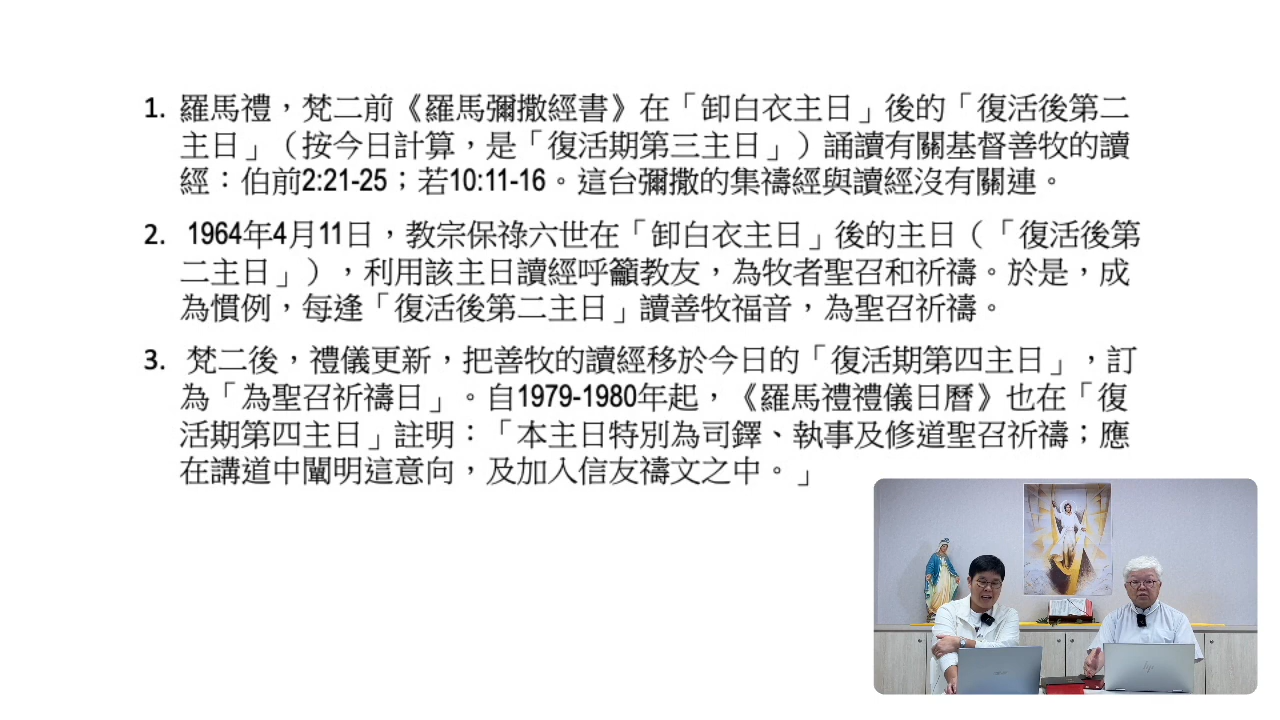 1. 羅馬禮，梵二前《羅馬彌撒經書》在「卸白衣主日」後的「復活後第二
主日」（按今日計算，是「復活期第三主日」）誦讀有關基督善牧的讀
經：伯前2:21-25；若10:11-16。這台彌撒的集禱經與讀經沒有關連。
2. 1964年4月11日，教宗保祿六世在「卸白衣主日」後的主日（「復活後第
二主日」），利用該主日讀經呼籲教友，為牧者聖召和祈禱。於是，成
為慣例，每逢「復活後第二主日」讀善牧福音，為聖召祈禱。
3. 梵二後，禮儀更新，把善牧的讀經移於今日的「復活期第四主日」，訂
為「為聖召祈禱日」。自1979-1980年起，《羅馬禮禮儀日曆》也在「復
活期第四主日」註明：「本主日特別為司鐸、執事及修道聖召祈禱；應
在講道中闡明這意向，及加入信友禱文之中。」